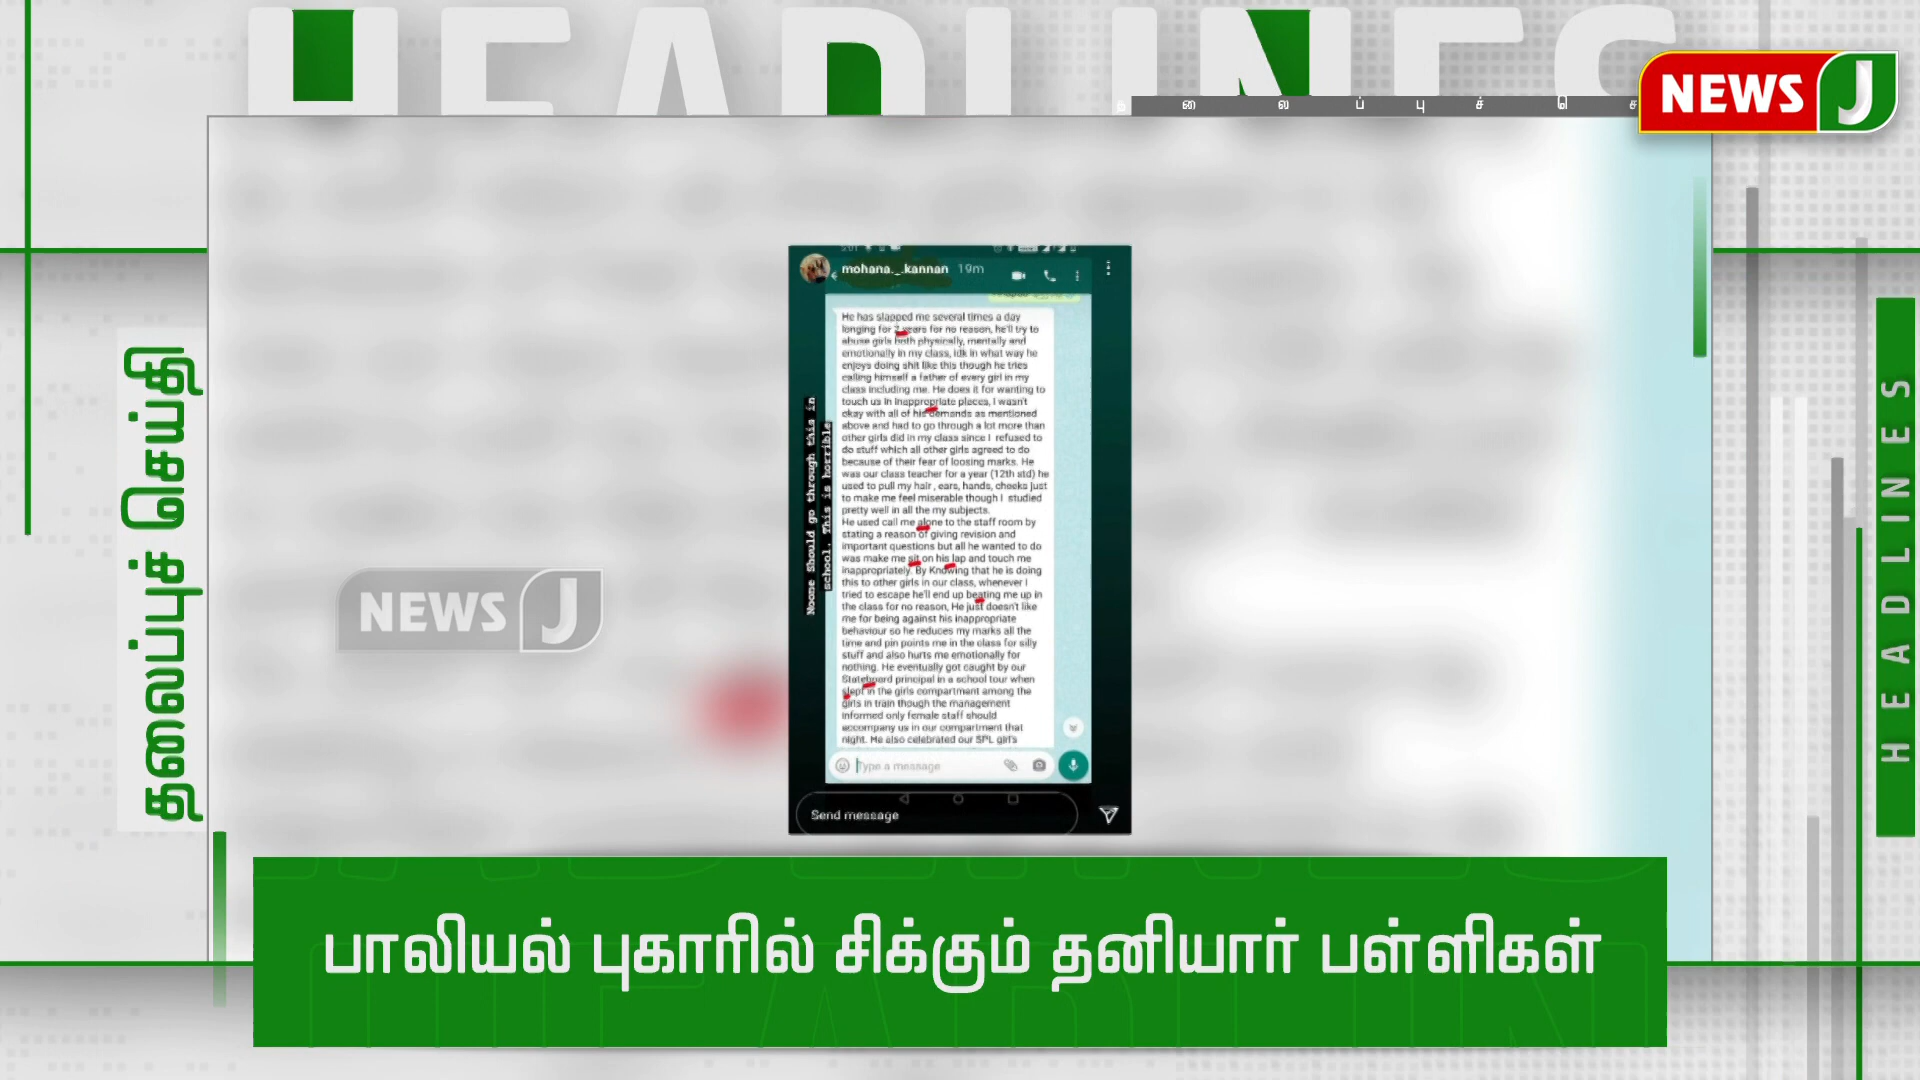 HEADLINES
த லை ப் பு ச் செ
NEWS J
தலைப்புச் செய்தி
HEADLINES
NEWS J
mohana._.kannan 19m
Noone Should go through this in
school. This is horrible
He has slapped me several times a day
longing for 2 years for no reason, he'll try to
abuse girls both physically, mentally and
emotionally in my class, idk in what way he
enjoys doing shit like this though he tries
calling himself a father of every girl in my
class including me. He does it for wanting to
touch us in inappropriate places, I wasn't
okay with all of his demands as mentioned
above and had to go through a lot more than
other girls did in my class since I refused to
do stuff which all other girls agreed to do
because of their fear of loosing marks. He
was our class teacher for a year (12th std) he
used to pull my hair , ears, hands, cheeks just
to make me feel miserable though I studied
pretty well in all the my subjects.
He used call me alone to the staff room by
stating a reason of giving revision and
important questions but all he wanted to do
was make me sit on his lap and touch me
inappropriately. By Knowing that he is doing
this to other girls in our class, whenever I
tried to escape he'll end up beating me up in
the class for no reason, He just doesn't like
me for being against his inappropriate
behaviour so he reduces my marks all the
time and pin points me in the class for silly
stuff and also hurts me emotionally for
nothing. He eventually got caught by our
Stateboard principal in a school tour when
slept in the girls compartment among the
girls in train though the management
informed only female staff should
accompany us in our compartment that
night. He also celebrated our SPL girl's
Type a message
Send message
பாலியல் புகாரில் சிக்கும் தனியார் பள்ளிகள்